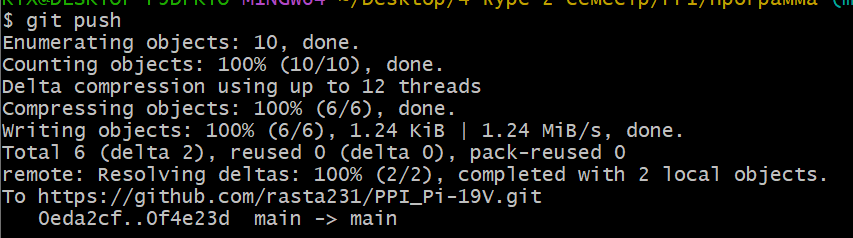 $ git push
Enumerating objects: 10, done.
Counting objects: 100% (10/10), done.
Delta compression using up to 12 threads
Compressing objects: 100% (6/6), done.
Writing objects: 100% (6/6), 1.24 KiB | 1.24 MiB/s, done.
Total 6 (delta 2), reused 0 (delta 0), pack-reused 0
remote: Resolving deltas: 100% (2/2), completed with 2 local objects.
To https://github.com/rasta231/PPI_Pi-19V.git
   0eda2cf..0f4e23d  main -> main